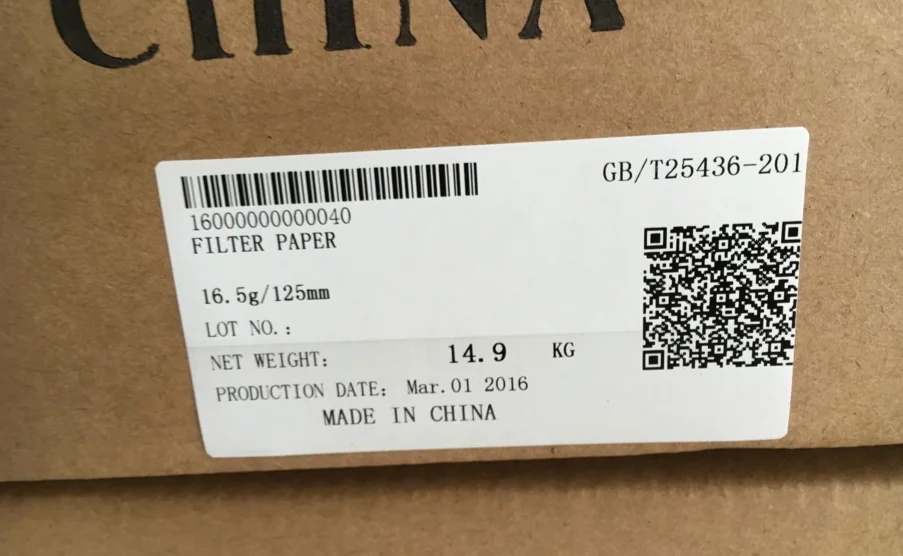 CHINA
GB/T25436-201
16000000000040
FILTER PAPER
16.5g/125mm
LOT NO.:
NET WEIGHT: 14.9 KG
PRODUCTION DATE: Mar.01 2016
MADE IN CHINA